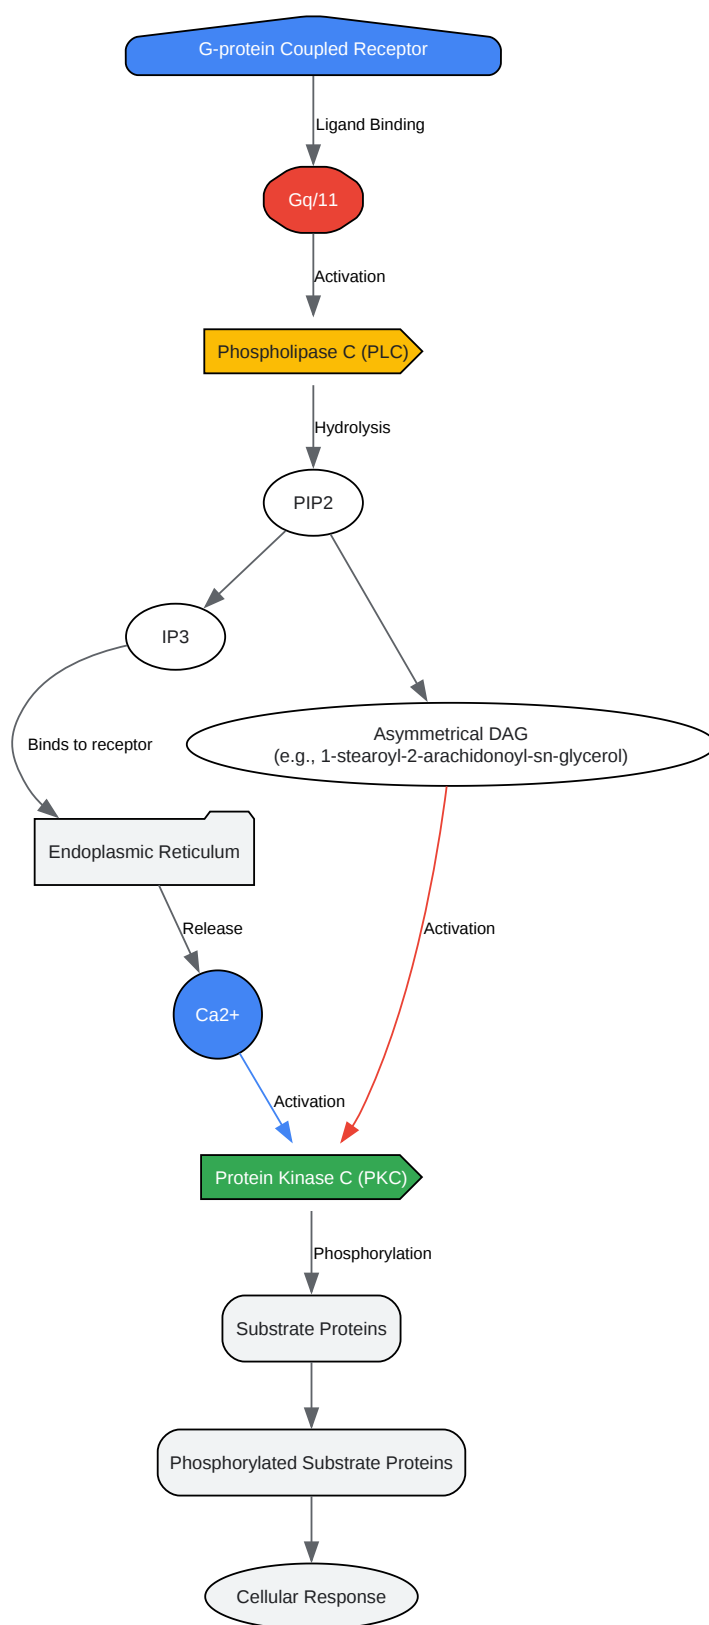 G-protein Coupled Receptor
Ligand Binding
Gq/11
Activation
Phospholipase C (PLC)
Hydrolysis
PIP2
IP3
Asymmetrical DAG
(e.g., 1-stearoyl-2-arachidonoyl-sn-glycerol)
Binds to receptor
Endoplasmic Reticulum
Release
Activation
Ca2+
Activation
Protein Kinase C (PKC)
Phosphorylation
Substrate Proteins
Phosphorylated Substrate Proteins
Cellular Response